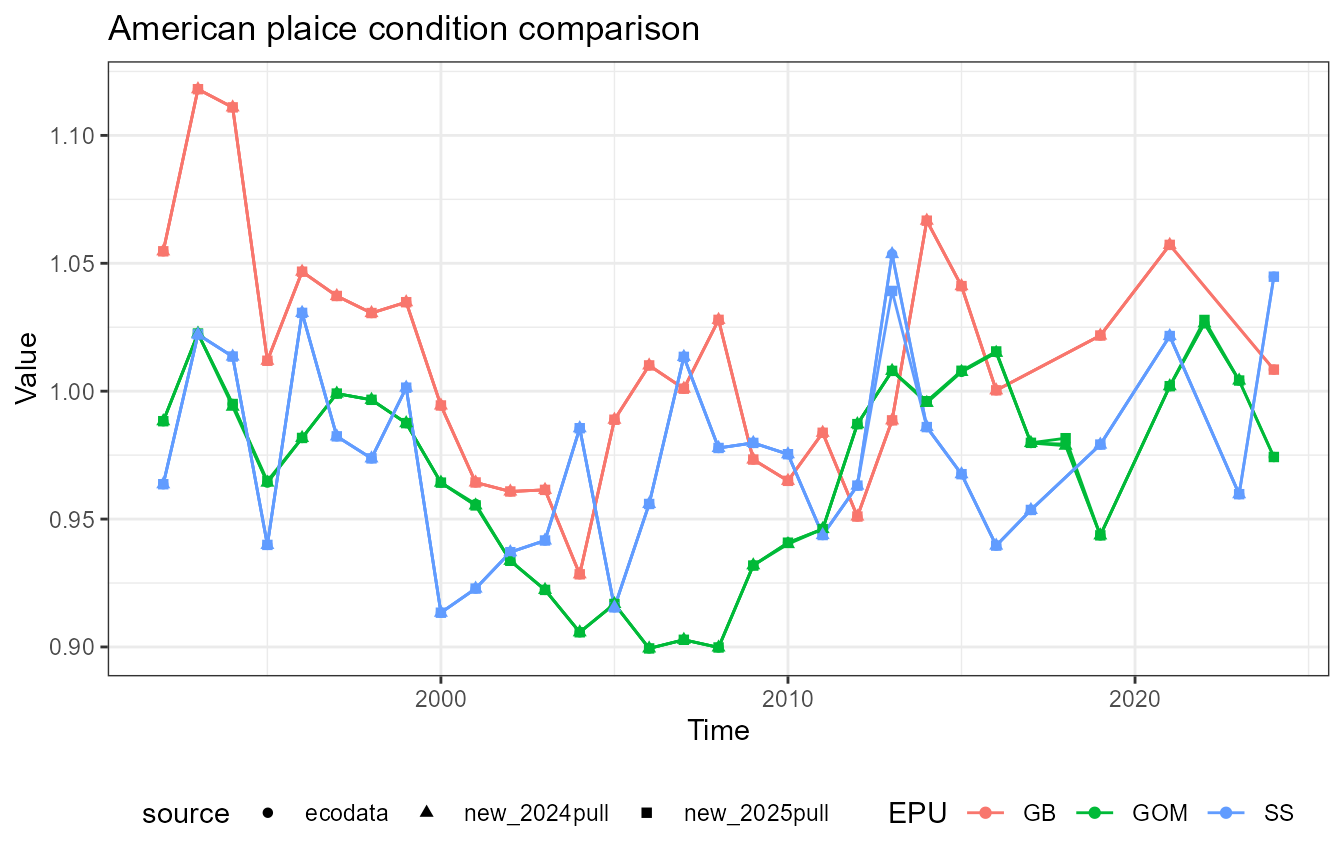 American plaice condition comparison
1.10
1.05
1.00
0.95
0.90
Value
2000 2010 2020
Time
source ecodata new_2024pull new_2025pull EPU GB GOM SS